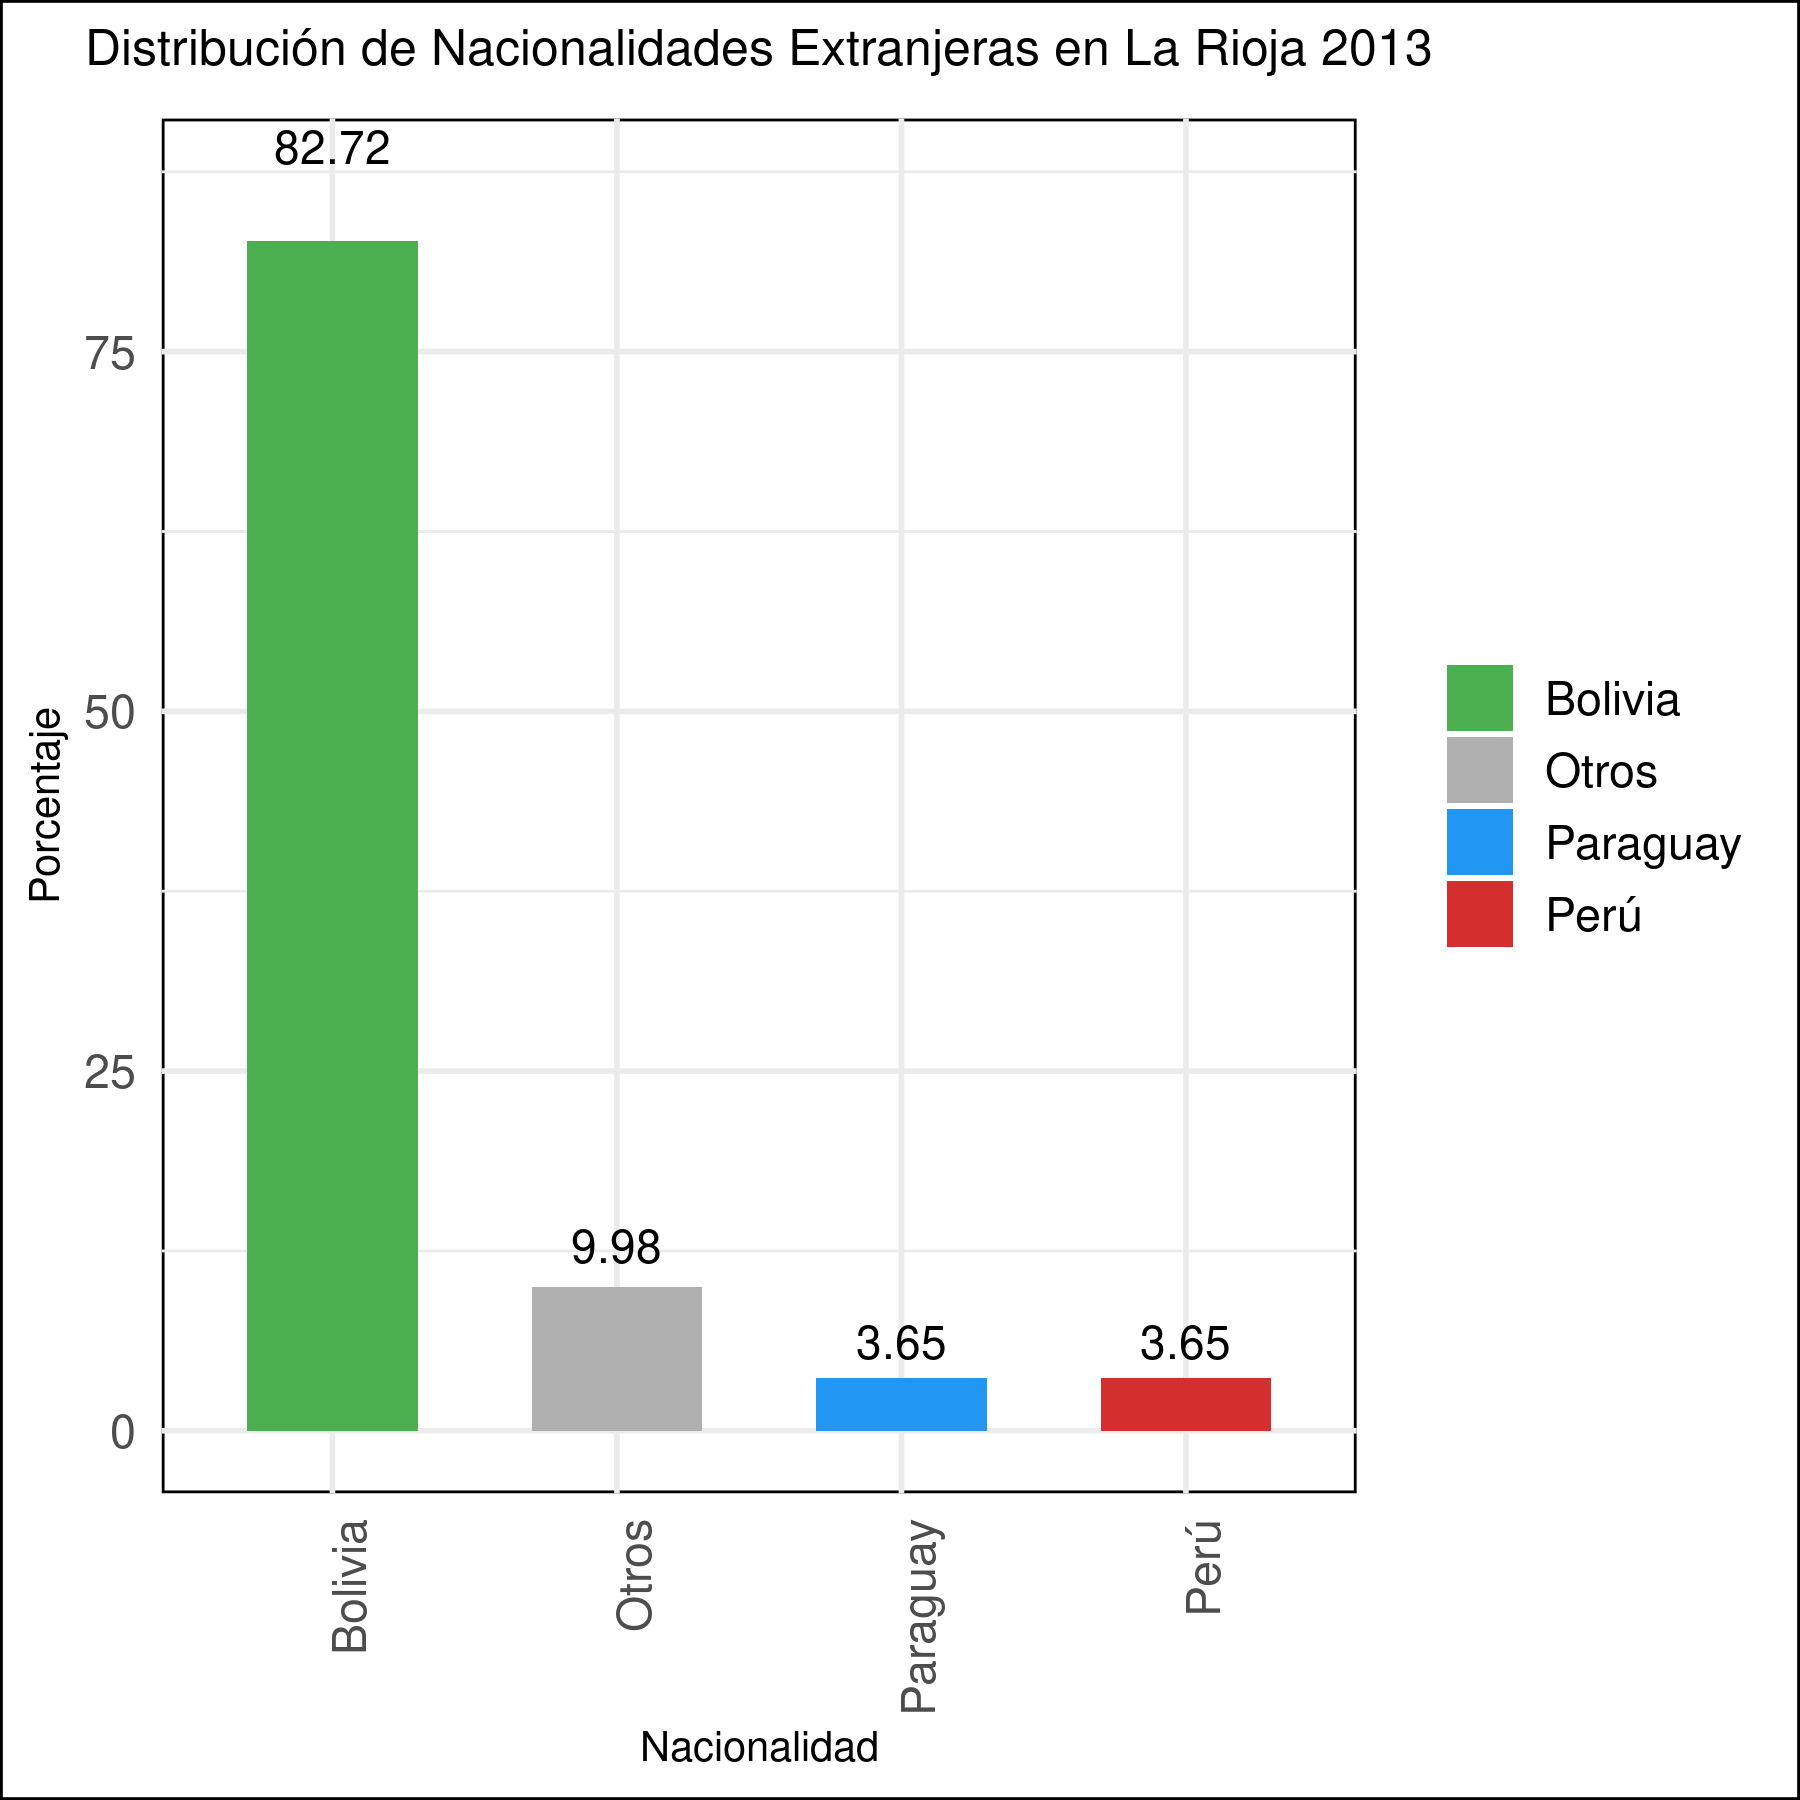 Distribución de Nacionalidades Extranjeras en La Rioja 2013
82.72
75
50
25
0
9.98
3.65
3.65
Porcentaje
Bolivia
Otros
Paraguay
Perú
Nacionalidad
Bolivia
Otros
Paraguay
Perú